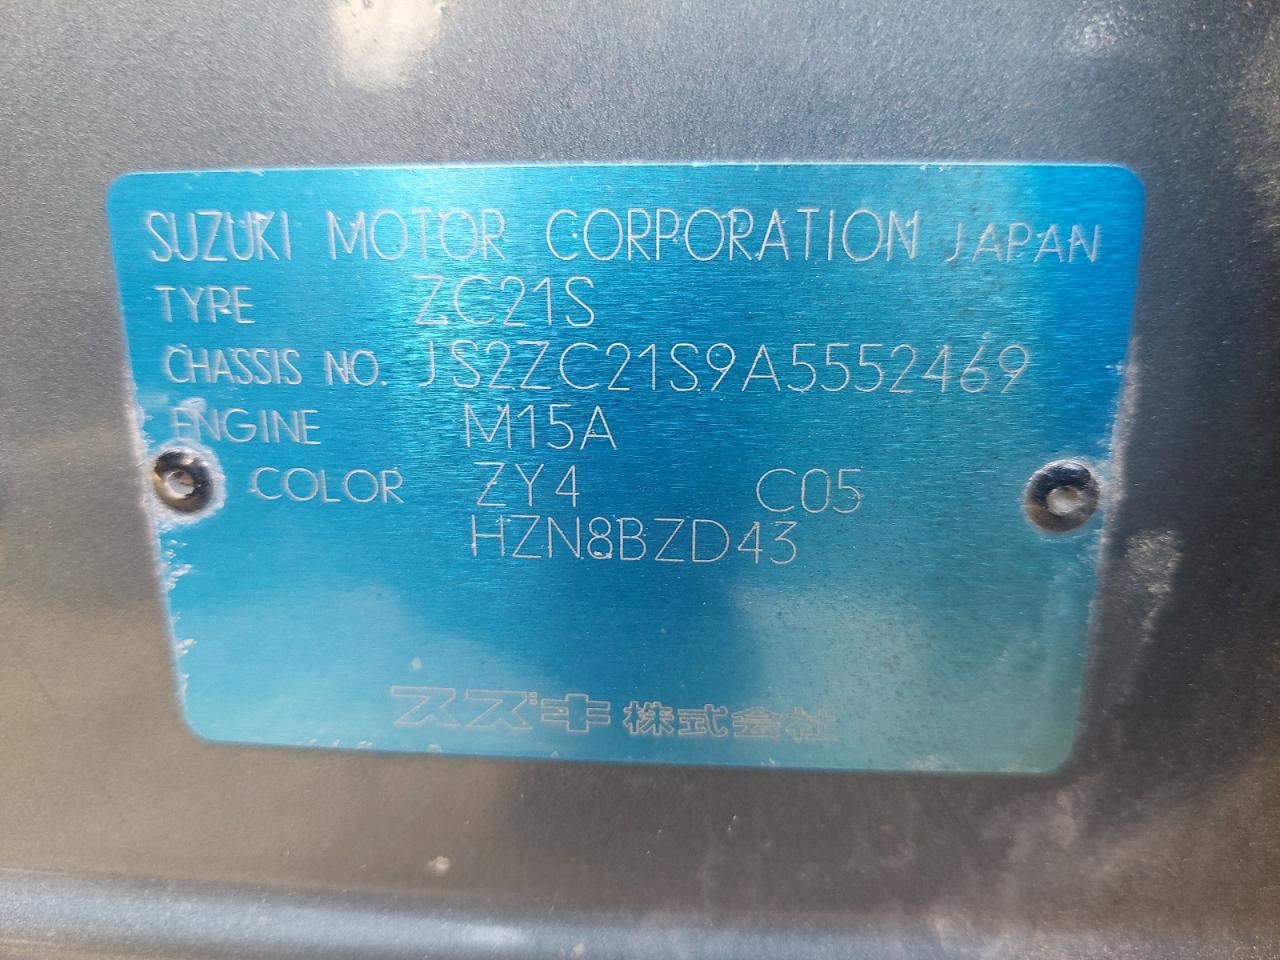 SUZUKI MOTOR CORPORATION JAPAN
TYPE ZC21S
CHASSIS NO. JS2ZC21S9A5552469
ENGINE M15A
COLOR ZY4 C05
HZN8BZD43
スズキ株式会社